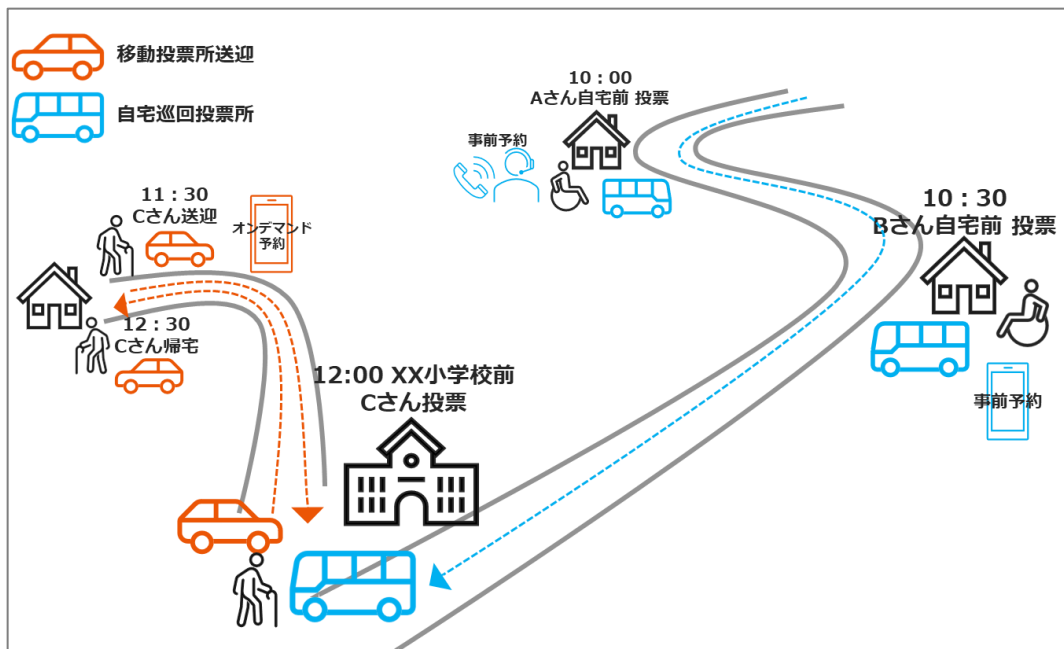 移動投票所送迎
自宅巡回投票所
10：00
Aさん自宅前 投票
事前予約
10：30
Bさん自宅前 投票
事前予約
11：30
Cさん送迎
オンデマンド
予約
12：30
Cさん帰宅
12:00 XX小学校前
Cさん投票